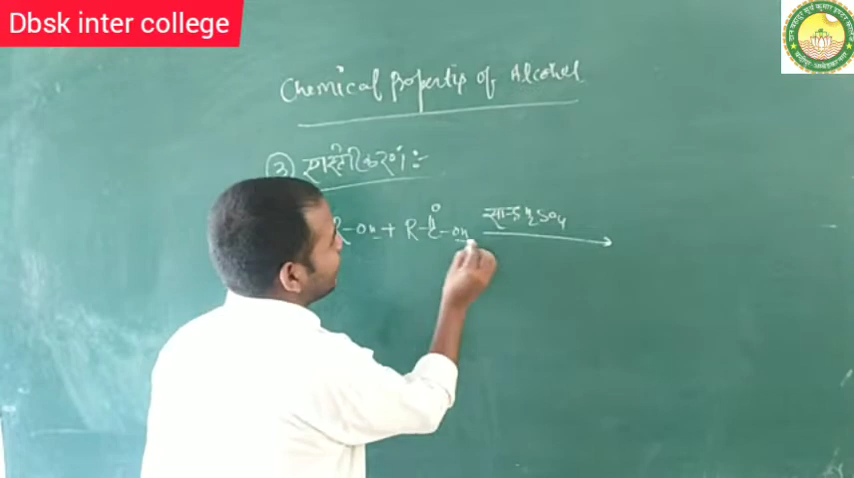 Dbsk inter college
Chemical Properties of Alcohol
③ एस्टरीकरण :-
R-OH + R-C-OH सान्द्र H₂SO₄
O